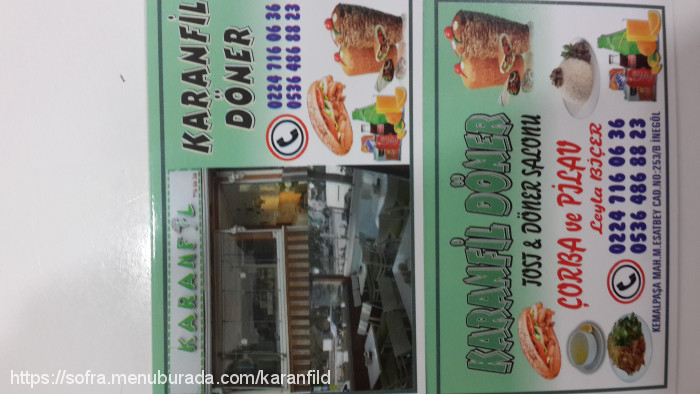 KARANFİL
DÖNER
0224 716 06 36
0536 486 88 23
KARANFİL
KARANFİL DÖNER
TOST & DÖNER SALONU
ÇORBA ve PİLAV
Leyla BİÇER
0224 716 06 36
0536 486 88 23
KEMALPAŞA MAH.M.ESATBEY CAD.NO:253/B İNEGÖL
https://sofra.menuburada.com/karanfild